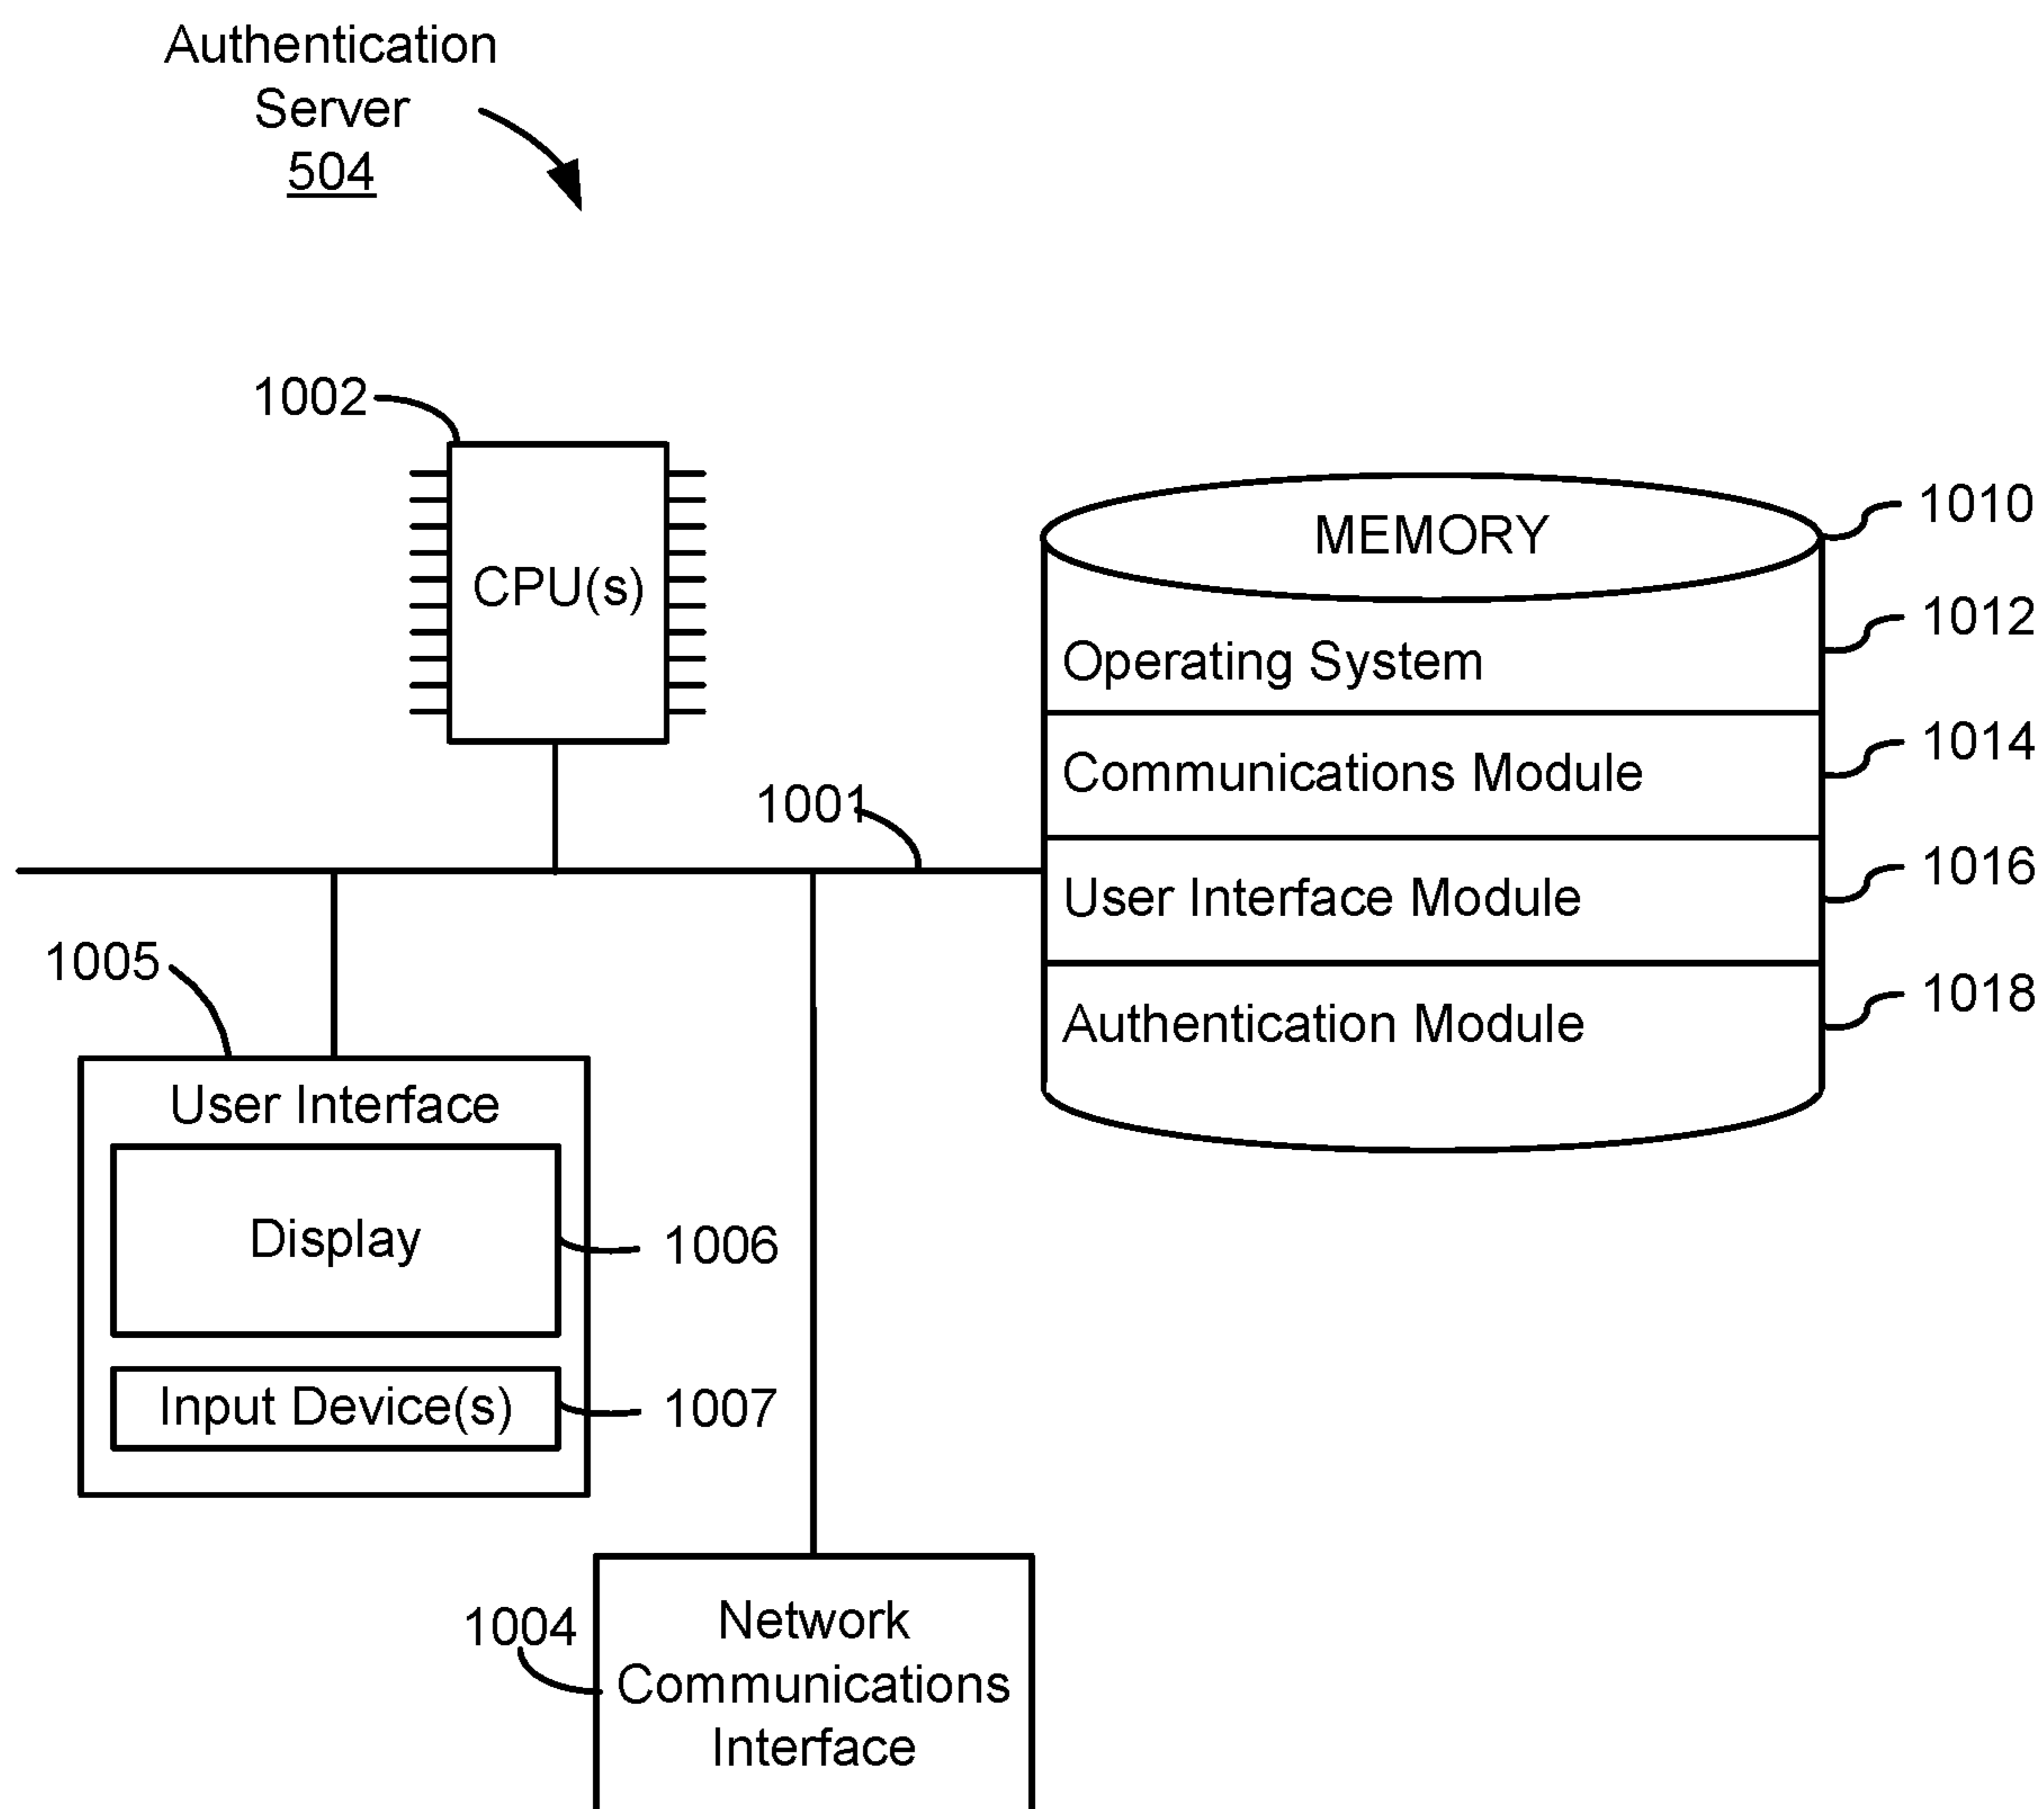 Authentication
Server
504
1002
CPU(s)
MEMORY
1010
Operating System
1012
Communications Module
1014
1001
User Interface Module
1016
Authentication Module
1018
1005
User Interface
Display
1006
Input Device(s)
1007
1004
Network
Communications
Interface